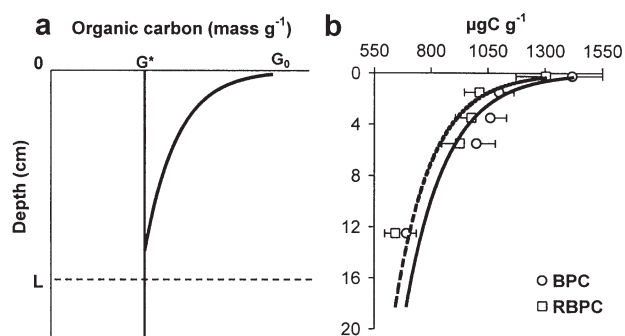 a
Organic carbon (mass g⁻¹)
0
G*
G₀
Depth (cm)
L
b
µgC g⁻¹
550 800 1050 1300 1550
0
4
8
12
16
20
BPC
RBPC